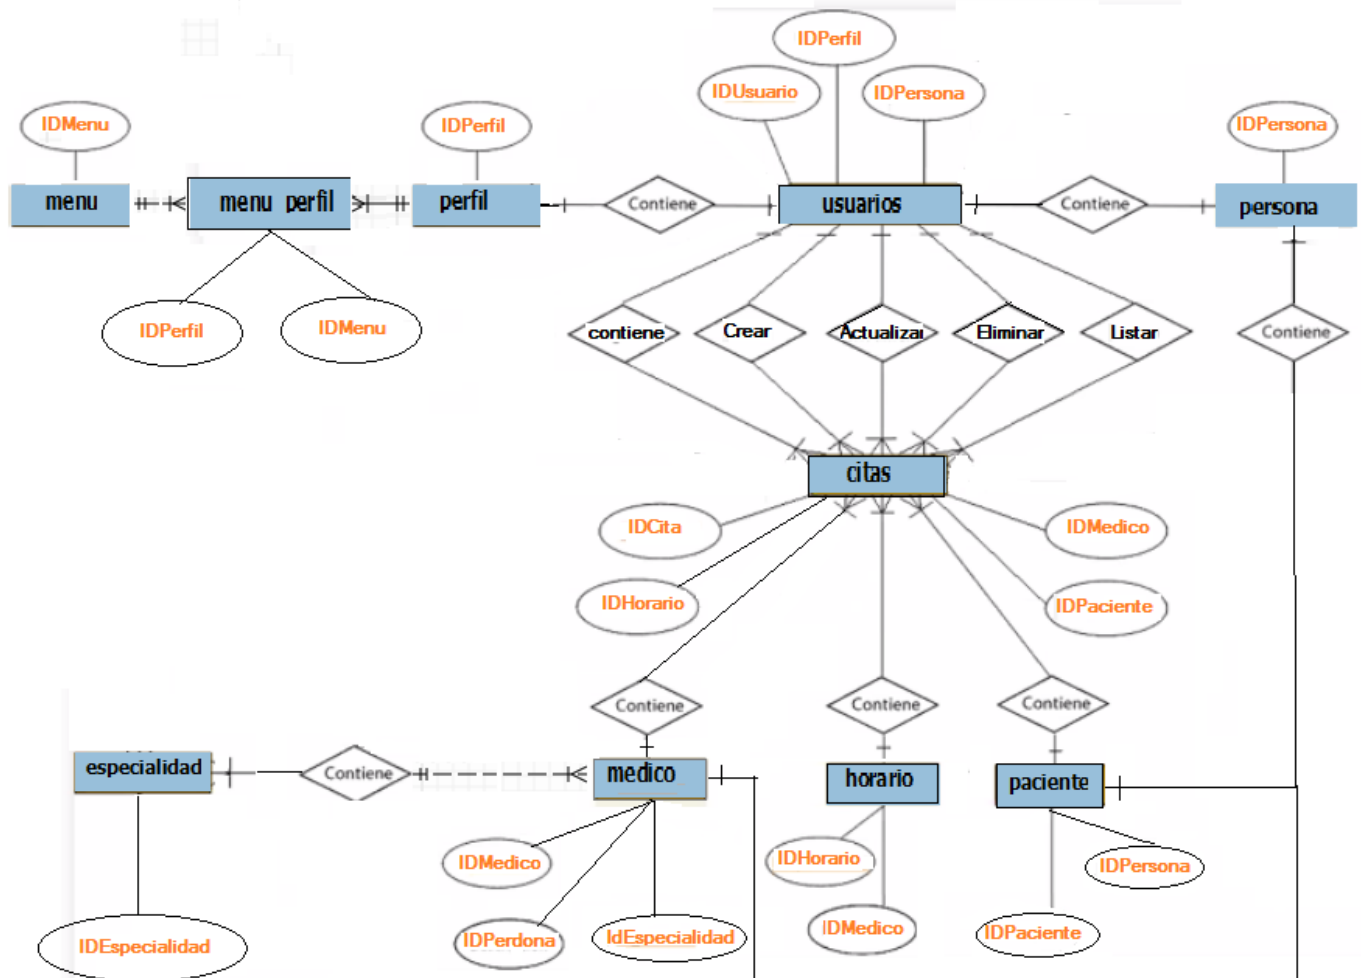 IDPerfil
IDUsuario
IDPersona
IDMenu
IDPerfil
IDPersona
menu
menu perfil
perfil
Contiene
usuarios
Contiene
persona
IDPerfil
IDMenu
contiene
Crear
Actualizar
Eliminar
Listar
Contiene
citas
IDCita
IDMedico
IDHorario
IDPaciente
Contiene
Contiene
Contiene
especialidad
Contiene
medico
horario
paciente
IDMedico
IDHorario
IDPersona
IDEspecialidad
IDPerdona
IdEspecialidad
IDMedico
IDPaciente